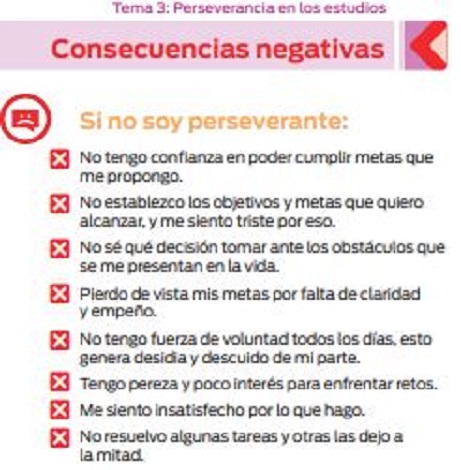 Tema 3: Perseverancia en los estudios
Consecuencias negativas
Si no soy perseverante:
No tengo confianza en poder cumplir metas que
me propongo.
No establezco los objetivos y metas que quiero
alcanzar, y me siento triste por eso.
No sé qué decisión tomar ante los obstáculos que
se me presentan en la vida.
Pierdo de vista mis metas por falta de claridad
y empeño.
No tengo fuerza de voluntad todos los días, esto
genera desidia y descuido de mi parte.
Tengo pereza y poco interés para enfrentar retos.
Me siento insatisfecho por lo que hago.
No resuelvo algunas tareas y otras las dejo a
la mitad.